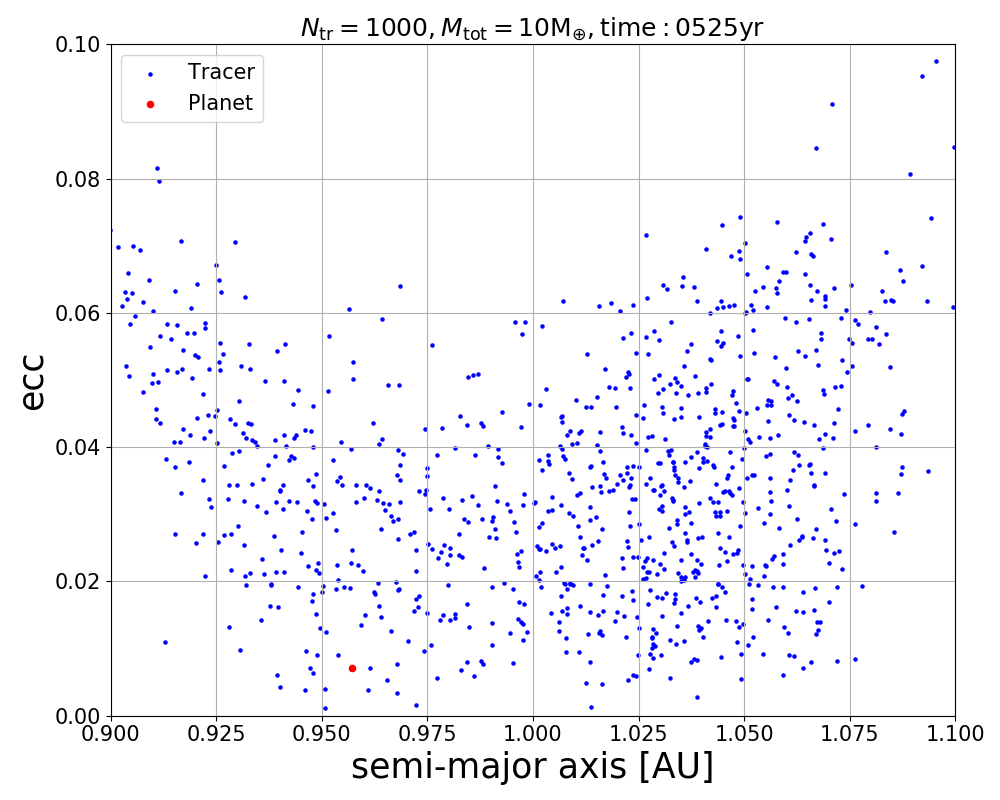 N_tr = 1000, M_tot = 10M_⊕, time : 0525yr
Tracer
Planet
ecc
0.10
0.08
0.06
0.04
0.02
0.00
0.900 0.925 0.950 0.975 1.000 1.025 1.050 1.075 1.100
semi-major axis [AU]